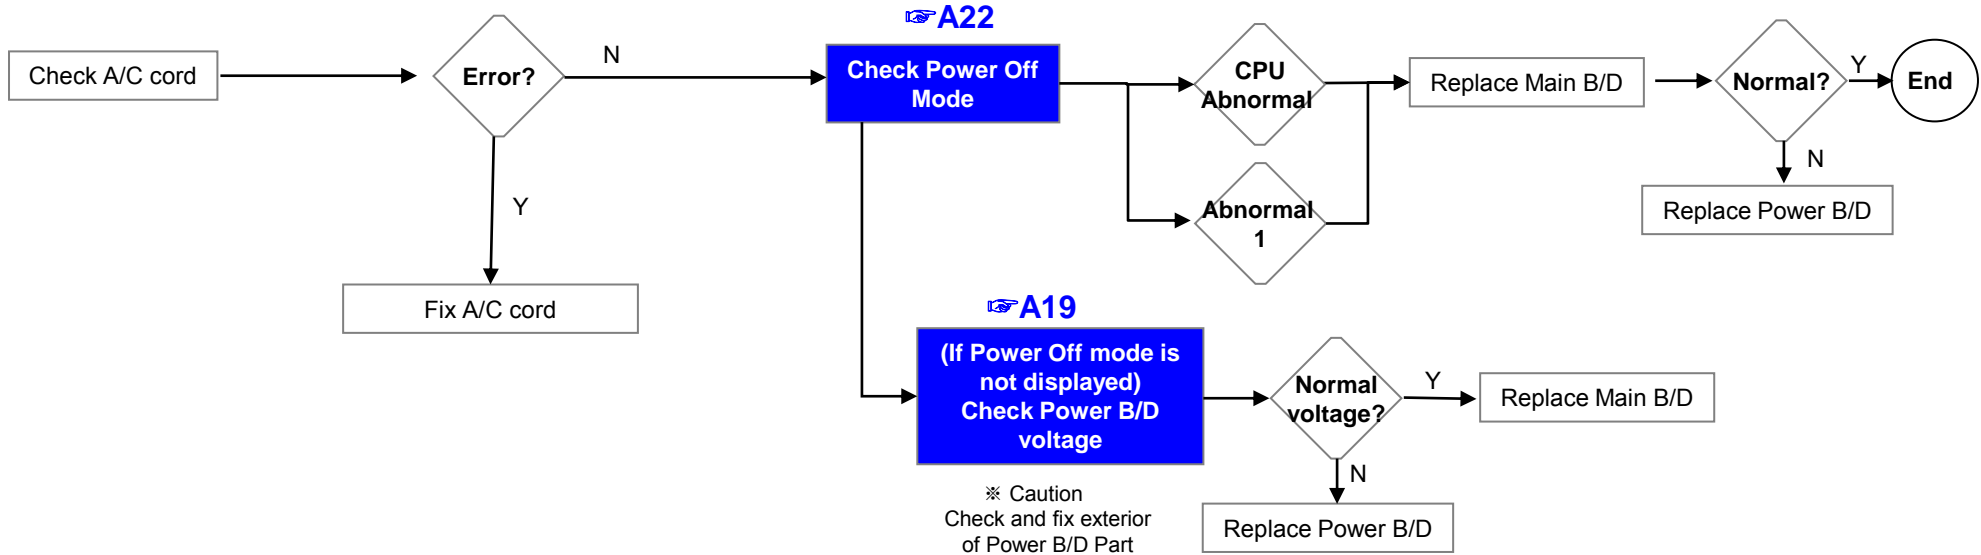 ☞A22
Check A/C cord
Error?
N
Check Power Off
Mode
CPU
Abnormal
Replace Main B/D
Normal?
Y
End
N
Replace Power B/D
Abnormal
1
Y
Fix A/C cord
☞A19
(If Power Off mode is
not displayed)
Check Power B/D
voltage
Normal
voltage?
Y
Replace Main B/D
N
Replace Power B/D
※ Caution
Check and fix exterior
of Power B/D Part